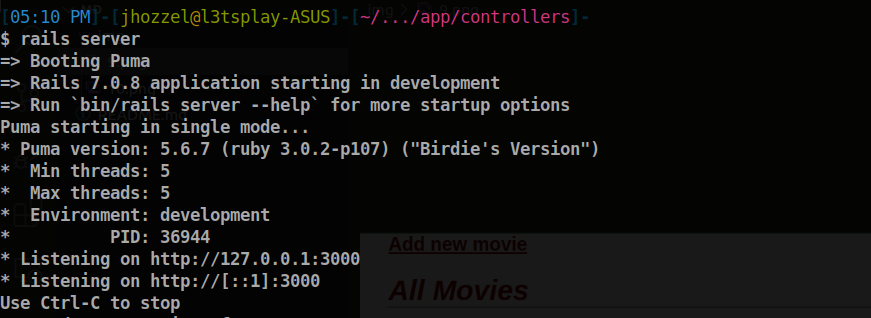 [05:10 PM]-[jhozzel@l3tsplay-ASUS]-[~/.../app/controllers]-
$ rails server
=> Booting Puma
=> Rails 7.0.8 application starting in development
=> Run `bin/rails server --help` for more startup options
README.md
Puma starting in single mode...
* Puma version: 5.6.7 (ruby 3.0.2-p107) ("Birdie's Version")
*  Min threads: 5
*  Max threads: 5
*  Environment: development
*          PID: 36944
Add new movie
* Listening on http://127.0.0.1:3000
* Listening on http://[::1]:3000
All Movies
Use Ctrl-C to stop